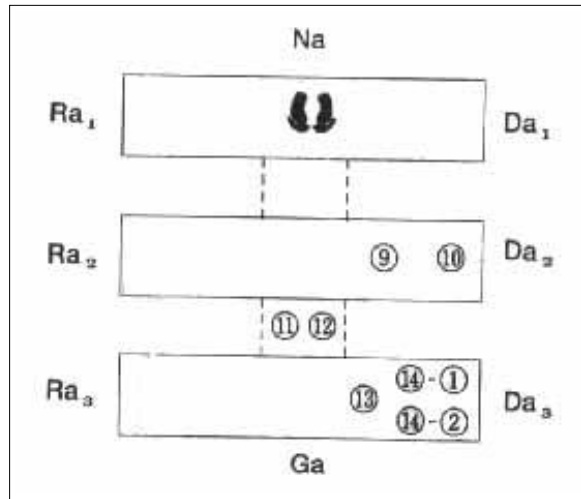 Na
Ra₁ Da₁
Ra₂ ⑨ ⑩ Da₂
⑪ ⑫
⑭-①
Ra₃ ⑬ Da₃
⑭-②
Ga